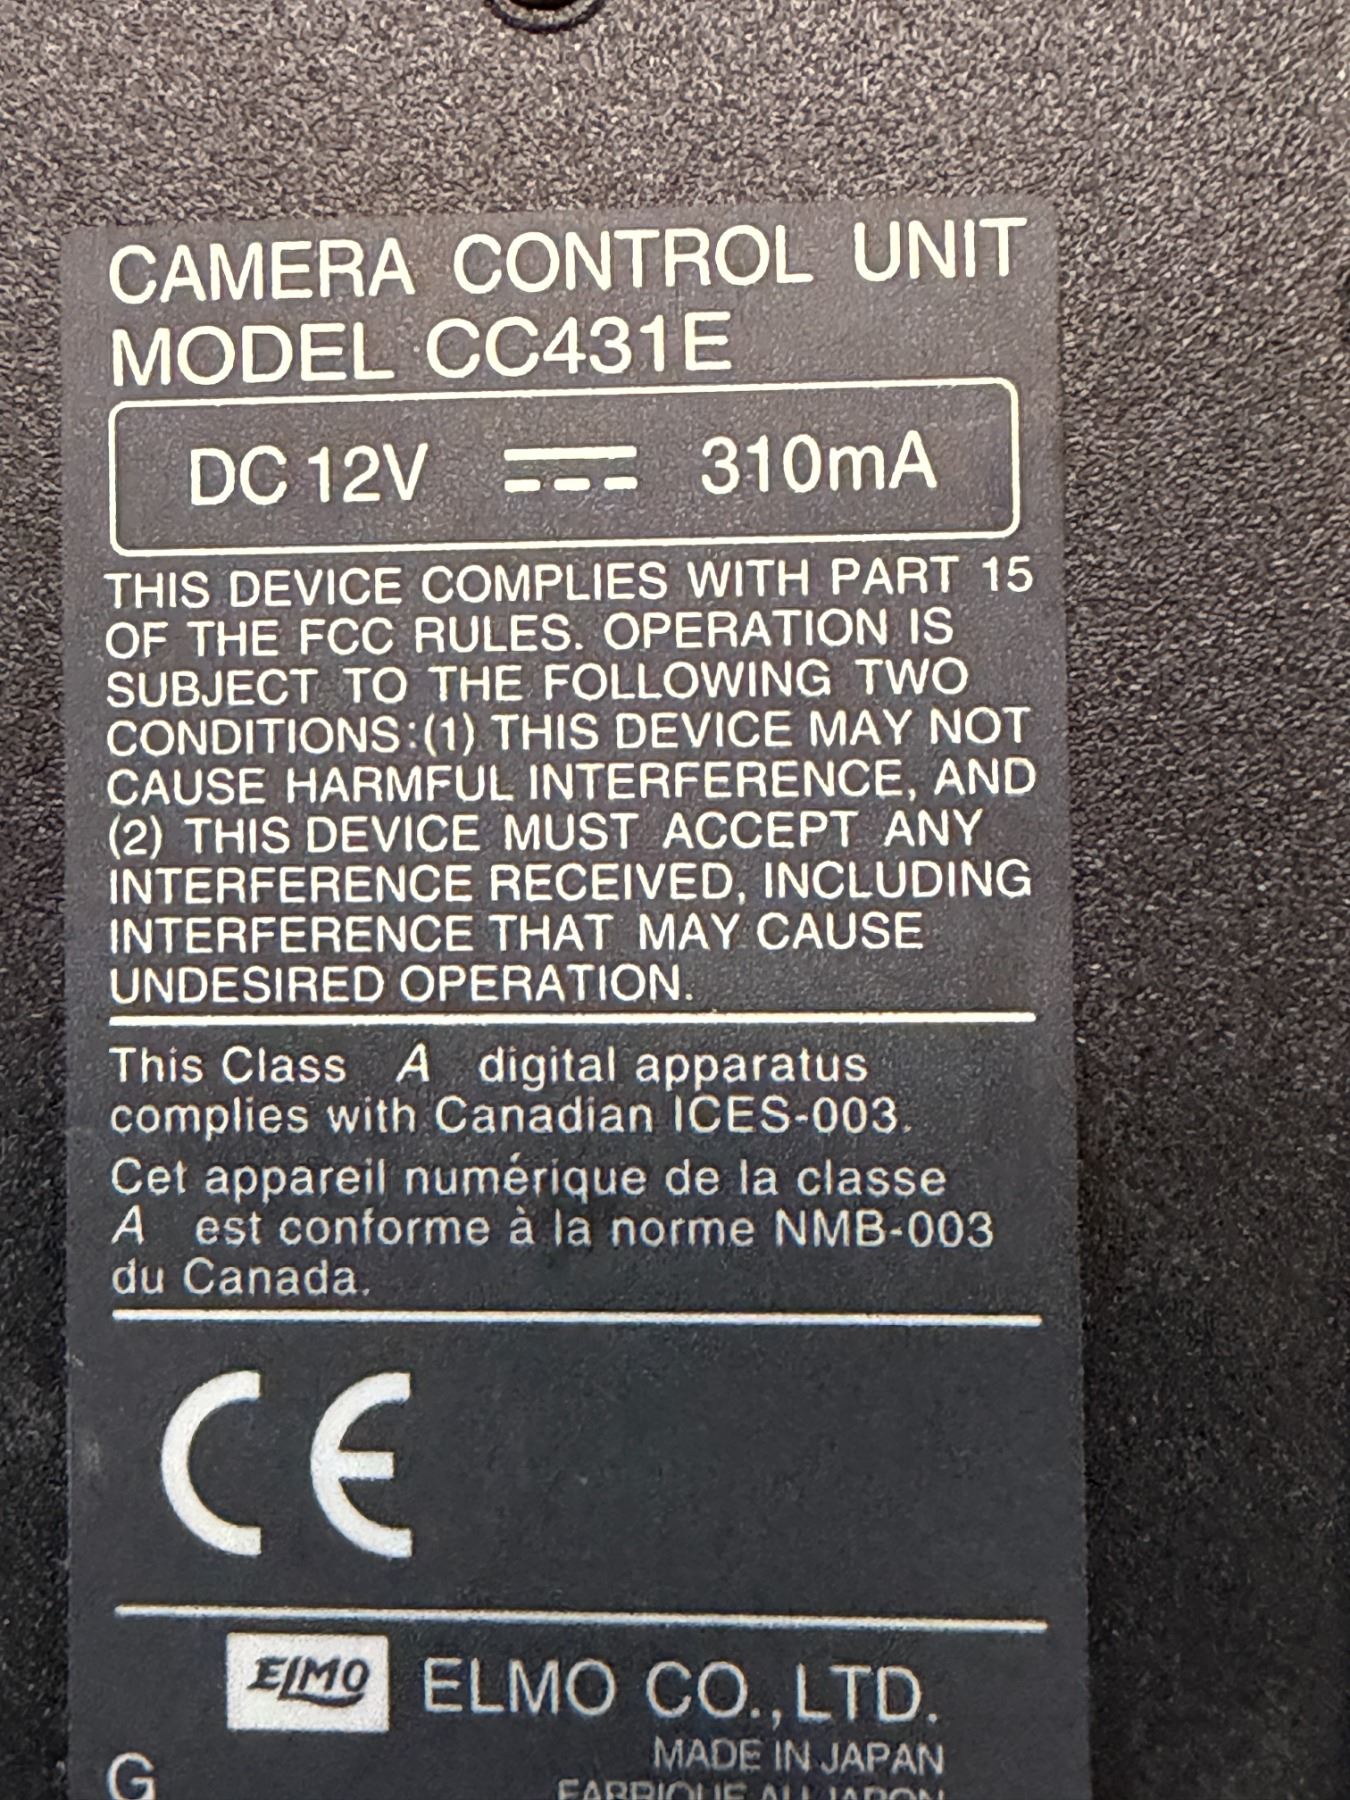 CAMERA CONTROL UNIT
MODEL CC431E
DC 12V ⎓ 310mA
THIS DEVICE COMPLIES WITH PART 15
OF THE FCC RULES. OPERATION IS
SUBJECT TO THE FOLLOWING TWO
CONDITIONS:(1) THIS DEVICE MAY NOT
CAUSE HARMFUL INTERFERENCE, AND
(2) THIS DEVICE MUST ACCEPT ANY
INTERFERENCE RECEIVED, INCLUDING
INTERFERENCE THAT MAY CAUSE
UNDESIRED OPERATION.
This Class A digital apparatus
complies with Canadian ICES-003.
Cet appareil numérique de la classe
A est conforme à la norme NMB-003
du Canada.
CE
ELMO ELMO CO.,LTD.
MADE IN JAPAN
G FABRIQUE AU JAPON